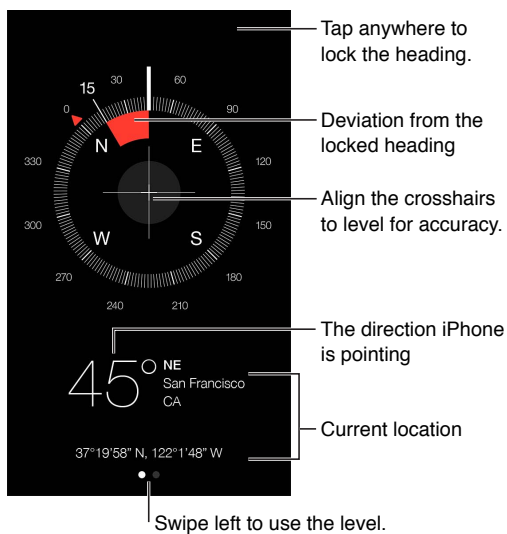 Tap anywhere to
lock the heading.
15
30
60
0
90
Deviation from the
locked heading
N
E
330
120
Align the crosshairs
to level for accuracy.
300
150
W
S
270
180
240
210
The direction iPhone
is pointing
45°
NE
San Francisco
CA
Current location
37°19'58" N, 122°1'48" W
Swipe left to use the level.